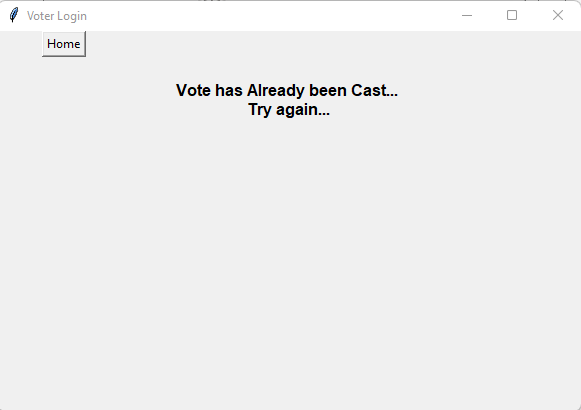 Voter Login
Home
Vote has Already been Cast...
Try again...